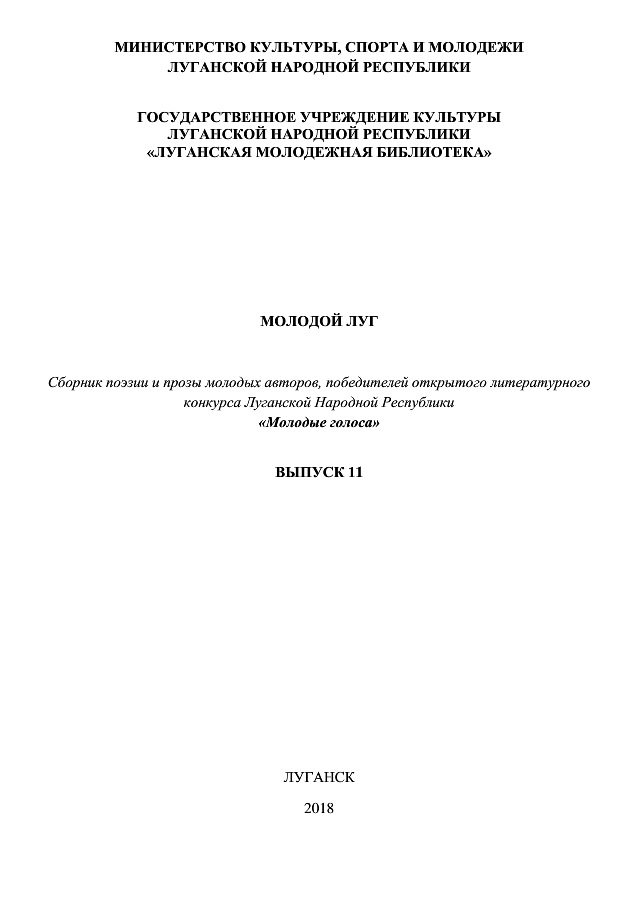 МИНИСТЕРСТВО КУЛЬТУРЫ, СПОРТА И МОЛОДЕЖИ
ЛУГАНСКОЙ НАРОДНОЙ РЕСПУБЛИКИ
ГОСУДАРСТВЕННОЕ УЧРЕЖДЕНИЕ КУЛЬТУРЫ
ЛУГАНСКОЙ НАРОДНОЙ РЕСПУБЛИКИ
«ЛУГАНСКАЯ МОЛОДЕЖНАЯ БИБЛИОТЕКА»
МОЛОДОЙ ЛУГ
Сборник поэзии и прозы молодых авторов, победителей открытого литературного
конкурса Луганской Народной Республики
«Молодые голоса»
ВЫПУСК 11
ЛУГАНСК
2018